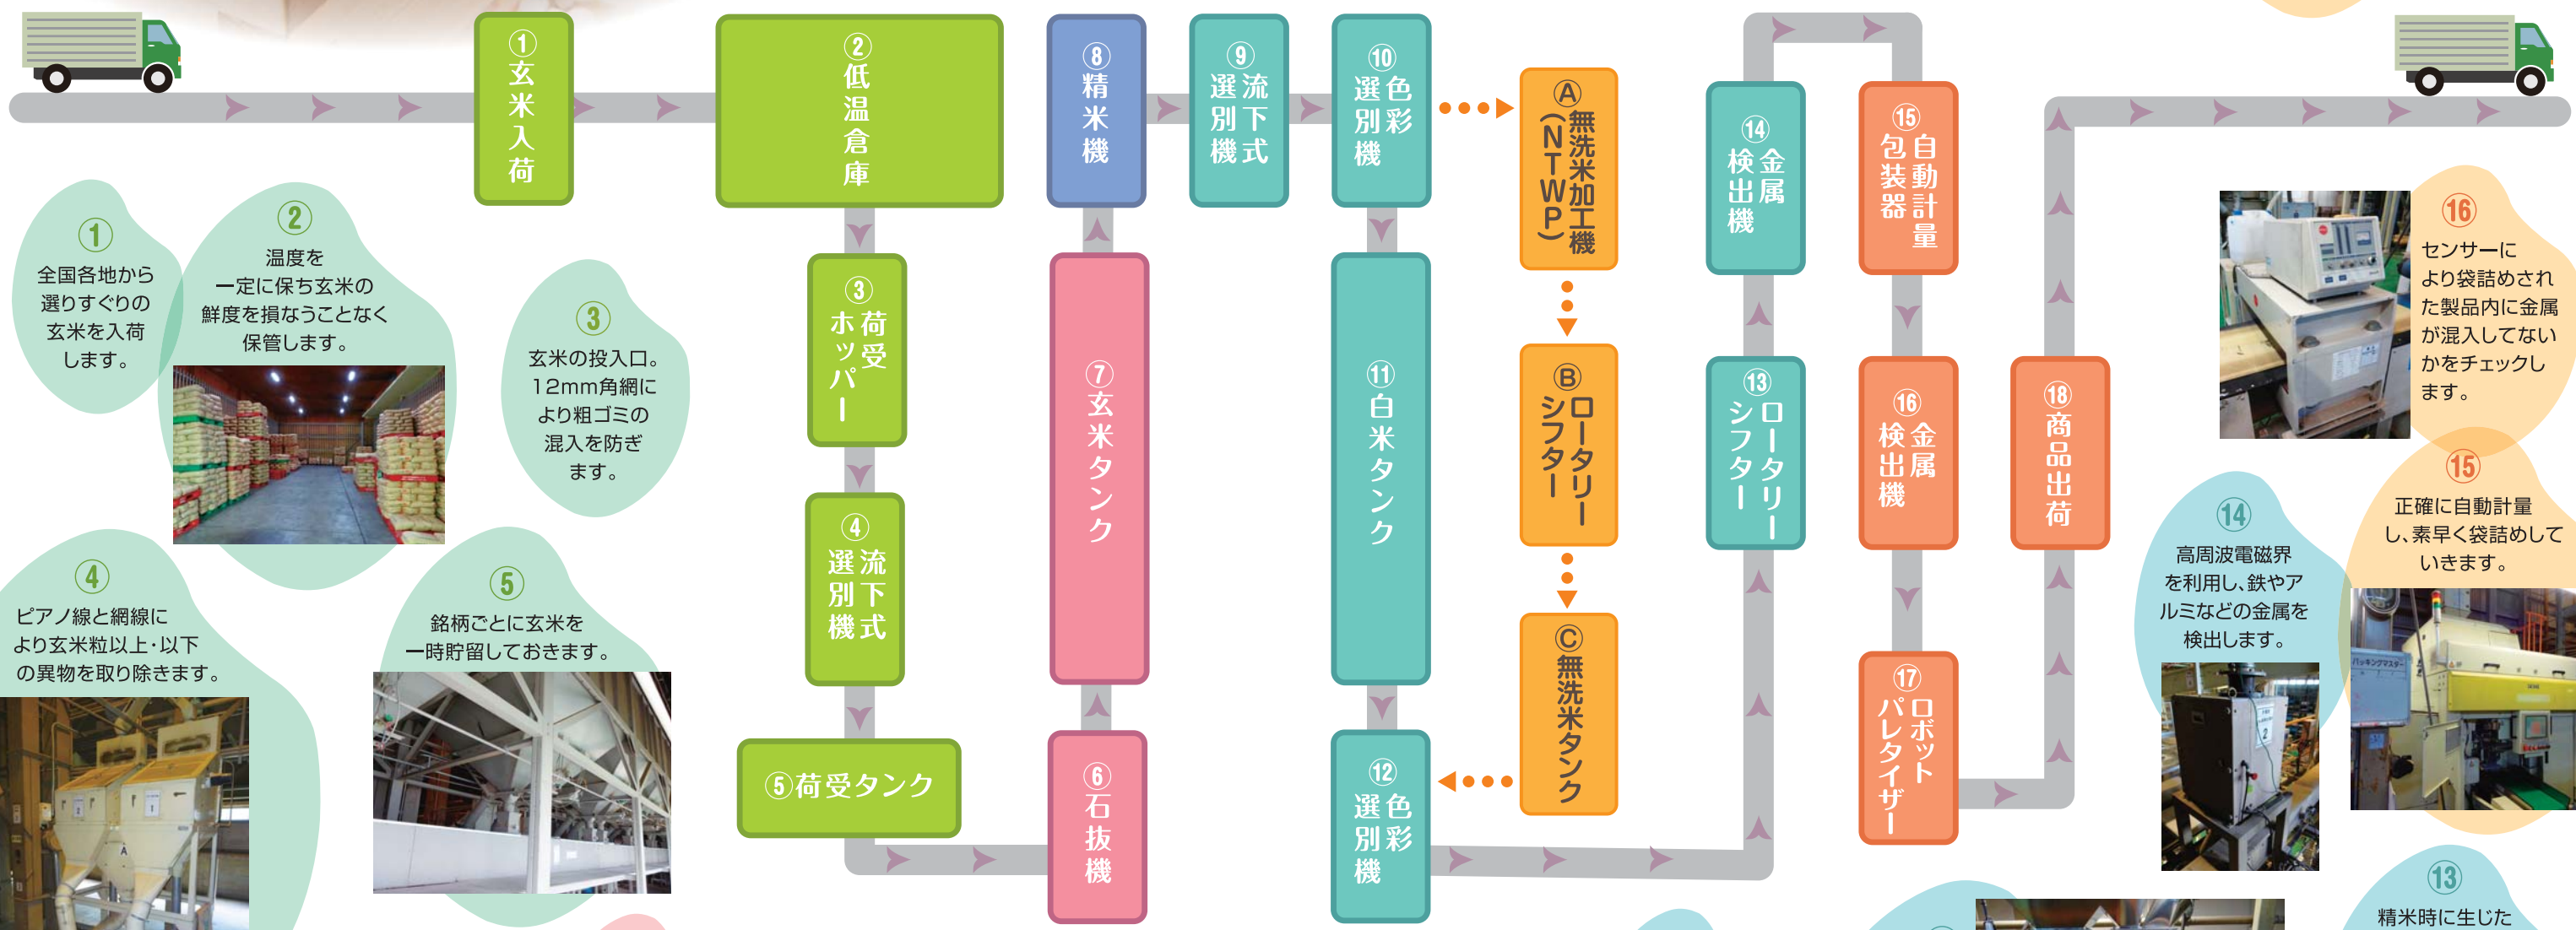 ①玄米入荷
②低温倉庫
③荷受
ホッパー
④流下式
選別機
⑤荷受タンク
⑥石抜機
⑦玄米タンク
⑧精米機
⑨流下式
選別機
⑩色彩
選別機
⑪白米タンク
⑫色彩
選別機
Ⓐ無洗米加工機
(NTWP)
Ⓑロータリー
シフター
Ⓒ無洗米タンク
⑬ロータリー
シフター
⑭金属
検出機
⑮自動計量
包装器
⑯金属
検出機
⑰ロボット
パレタイザー
⑱商品出荷
①
全国各地から
選りすぐりの
玄米を入荷
します。
②
温度を
一定に保ち玄米の
鮮度を損なうことなく
保管します。
③
玄米の投入口。
12mm角網に
より粗ゴミの
混入を防ぎ
ます。
④
ピアノ線と網線に
より玄米粒以上・以下
の異物を取り除きます。
A
⑤
銘柄ごとに玄米を
一時貯留しておきます。
⑯
センサーに
より袋詰めされ
た製品内に金属
が混入してない
かをチェックし
ます。
⑮
正確に自動計量
し、素早く袋詰めして
いきます。
パッキングマスター
⑭
高周波電磁界
を利用し、鉄やア
ルミなどの金属を
検出します。
2
⑬
精米時に生じた